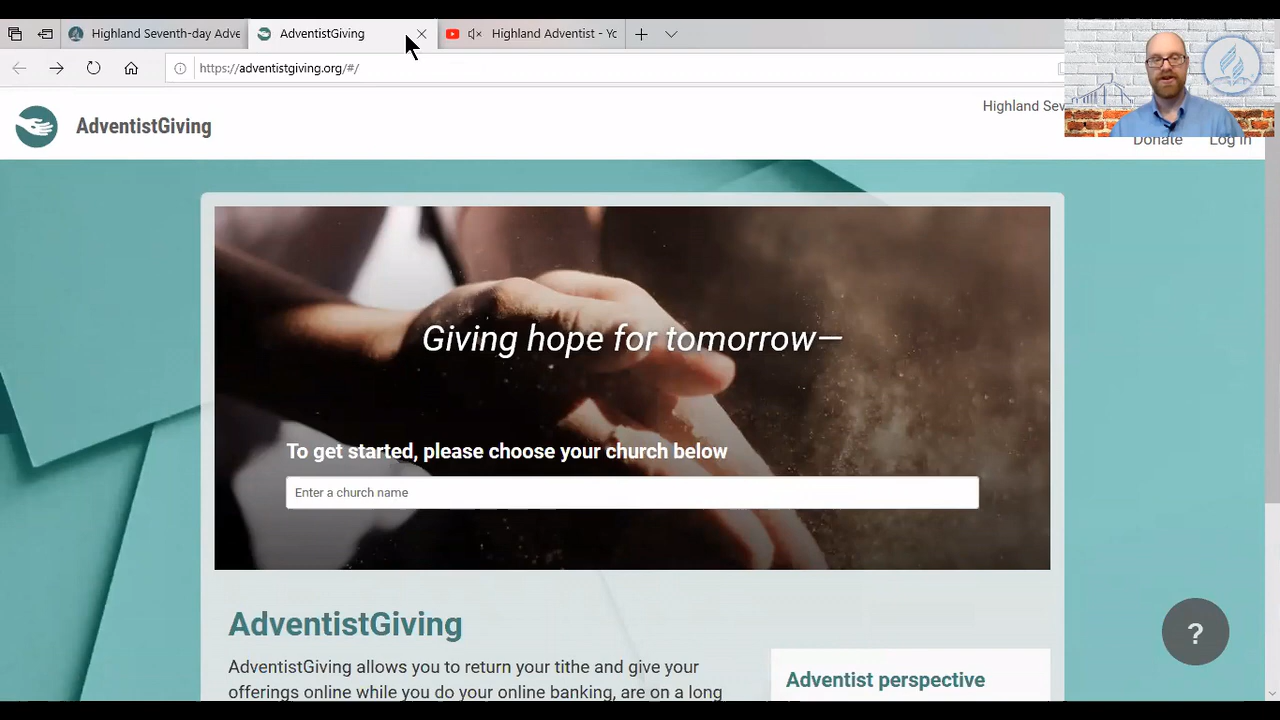 Highland Seventh-day Adve
AdventistGiving
Highland Adventist - Yo
https://adventistgiving.org/#/
AdventistGiving
Highland Sev
Donate
Log in
Giving hope for tomorrow—
To get started, please choose your church below
Enter a church name
AdventistGiving
AdventistGiving allows you to return your tithe and give your
offerings online while you do your online banking, are on a long
Adventist perspective
?